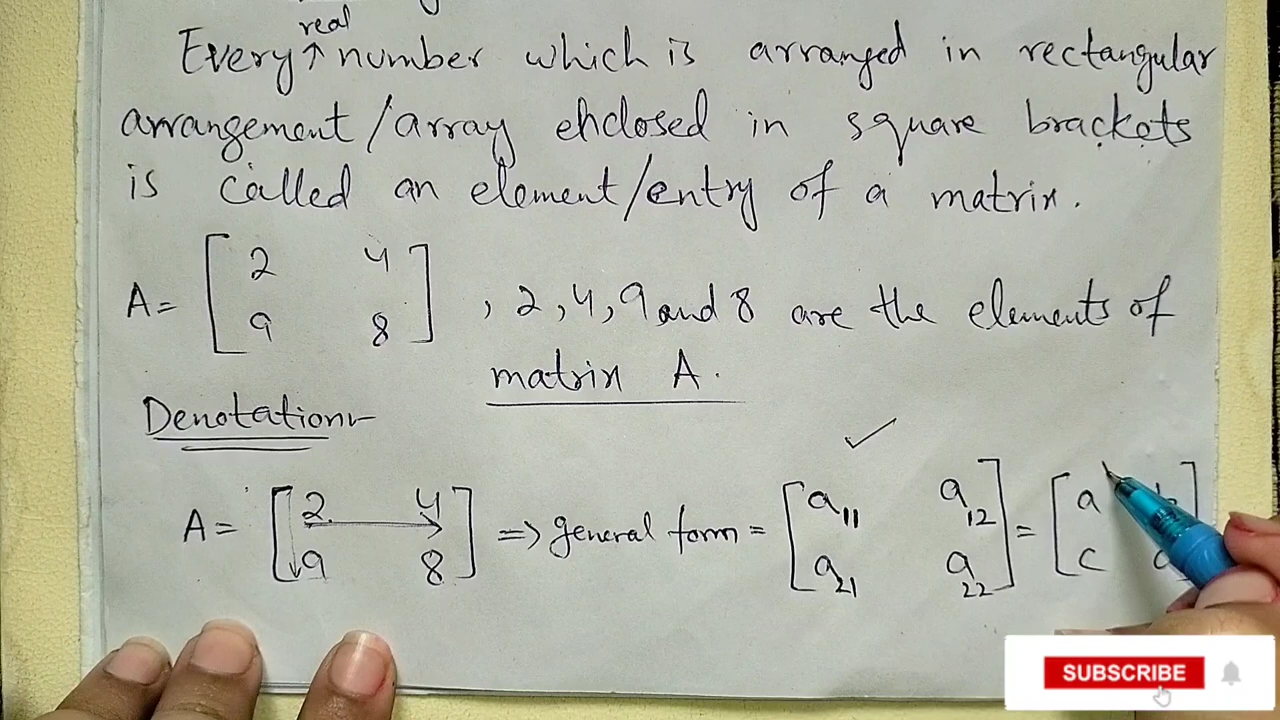 real
Every ↑ number which is arranged in rectangular
arrangement/array enclosed in square brackets
is called an element/entry of a matrix.
A = [ 2 4
9 8 ] , 2, 4, 9 and 8 are the elements of
matrix A.
Denotation:-
A = [ 2 4
9 8 ] => general form = [ a11 a12
a21 a22 ] = [ a
c ]
SUBSCRIBE